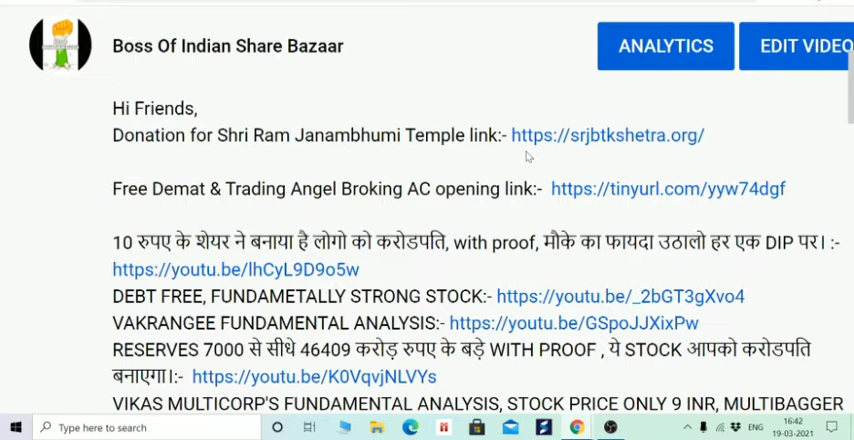 Boss Of Indian Share Bazaar
ANALYTICS
EDIT VIDEO
Hi Friends,
Donation for Shri Ram Janambhumi Temple link:- https://srjbtkshetra.org/
Free Demat & Trading Angel Broking AC opening link:- https://tinyurl.com/yyw74dgf
10 रुपए के शेयर ने बनाया है लोगो को करोडपति, with proof, मौके का फायदा उठालो हर एक DIP पर। :-
https://youtu.be/lhCyL9D9o5w
DEBT FREE, FUNDAMETALLY STRONG STOCK:- https://youtu.be/_2bGT3gXvo4
VAKRANGEE FUNDAMENTAL ANALYSIS:- https://youtu.be/GSpoJJXixPw
RESERVES 7000 से सीधे 46409 करोड़ रुपए के बड़े WITH PROOF , ये STOCK आपको करोडपति
बनाएगा।:- https://youtu.be/K0VqvjNLVYs
VIKAS MULTICORP'S FUNDAMENTAL ANALYSIS, STOCK PRICE ONLY 9 INR, MULTIBAGGER
Type here to search
ENG
16:42
19-03-2021